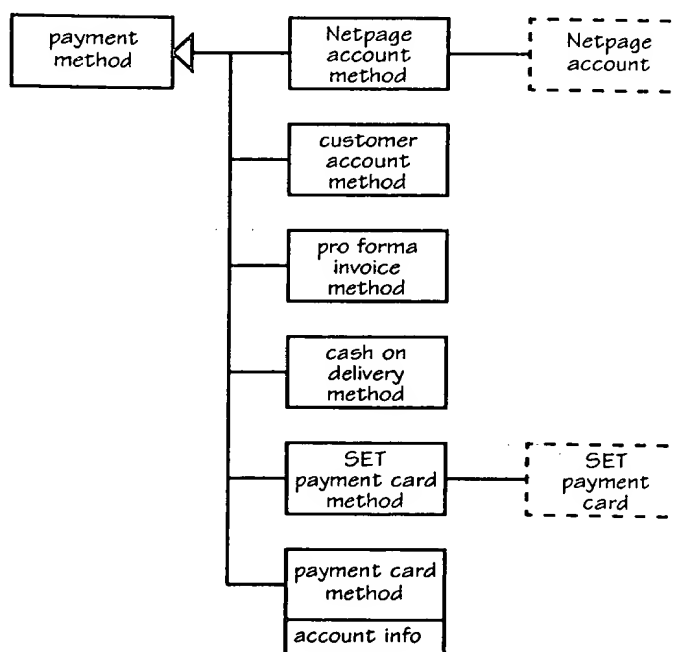 payment
method
Netpage
account
method
Netpage
account
customer
account
method
pro forma
invoice
method
cash on
delivery
method
SET
payment card
method
SET
payment
card
payment card
method
account info